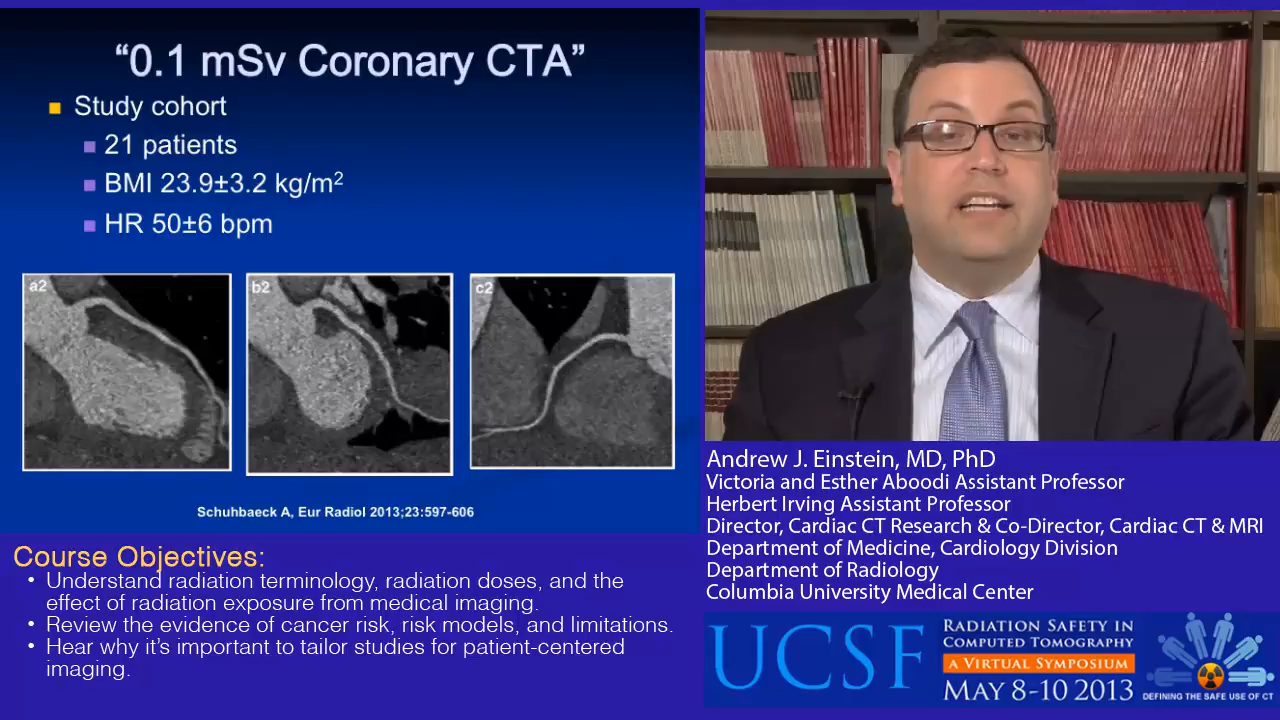 “0.1 mSv Coronary CTA”
Study cohort
21 patients
BMI 23.9±3.2 kg/m²
HR 50±6 bpm
a2
b2
c2
Schuhbaeck A, Eur Radiol 2013;23:597-606
Course Objectives:
• Understand radiation terminology, radiation doses, and the
effect of radiation exposure from medical imaging.
• Review the evidence of cancer risk, risk models, and limitations.
• Hear why it’s important to tailor studies for patient-centered
imaging.
Andrew J. Einstein, MD, PhD
Victoria and Esther Aboodi Assistant Professor
Herbert Irving Assistant Professor
Director, Cardiac CT Research & Co-Director, Cardiac CT & MRI
Department of Medicine, Cardiology Division
Department of Radiology
Columbia University Medical Center
UCSF
RADIATION SAFETY IN
COMPUTED TOMOGRAPHY
A VIRTUAL SYMPOSIUM
MAY 8-10 2013
DEFINING THE SAFE USE OF CT